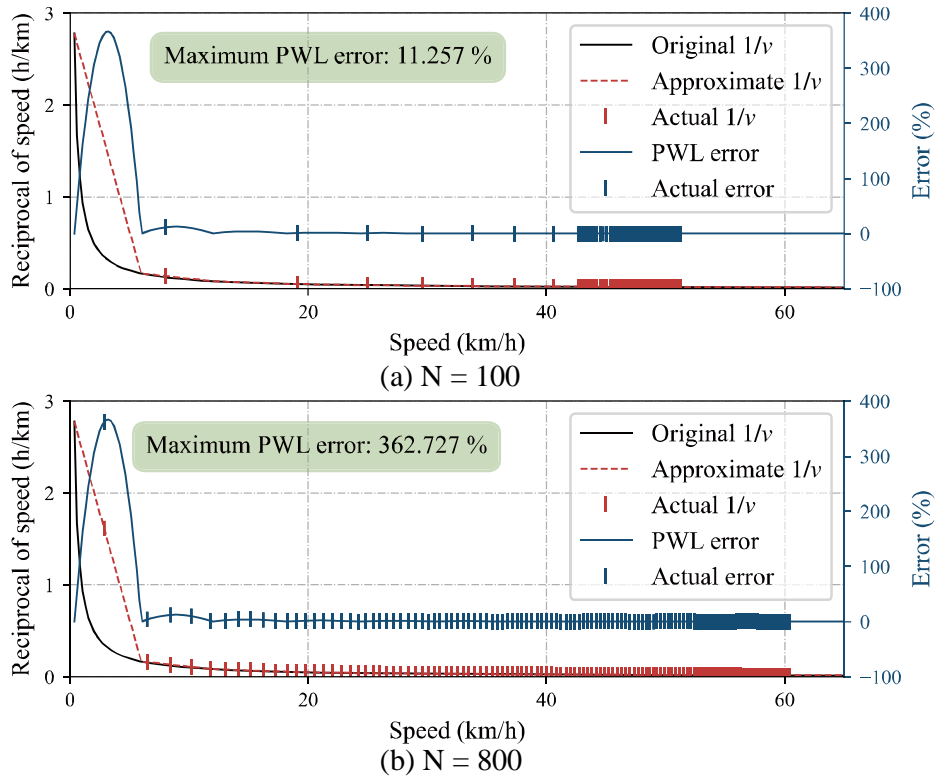 3
2
1
0
Reciprocal of speed (h/km)
Maximum PWL error: 11.257 %
Original 1/v
Approximate 1/v
Actual 1/v
PWL error
Actual error
400
300
200
100
0
−100
Error (%)
0
20
40
60
Speed (km/h)
(a) N = 100
3
2
1
0
Reciprocal of speed (h/km)
Maximum PWL error: 362.727 %
Original 1/v
Approximate 1/v
Actual 1/v
PWL error
Actual error
400
300
200
100
0
−100
Error (%)
0
20
40
60
Speed (km/h)
(b) N = 800